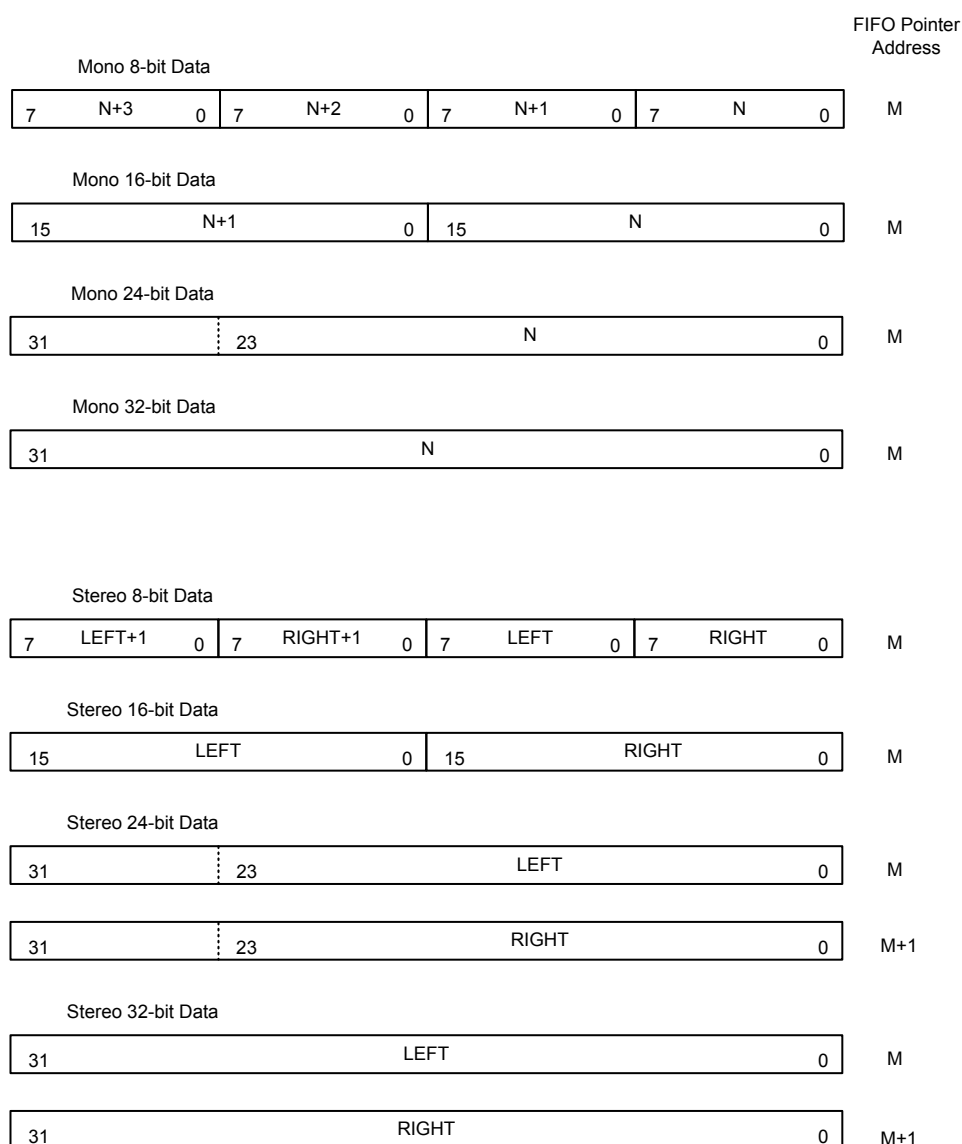 FIFO Pointer
Address
Mono 8-bit Data
7 N+3 0 7 N+2 0 7 N+1 0 7 N 0 M
Mono 16-bit Data
15 N+1 0 15 N 0 M
Mono 24-bit Data
31 23 N 0 M
Mono 32-bit Data
31 N 0 M
Stereo 8-bit Data
7 LEFT+1 0 7 RIGHT+1 0 7 LEFT 0 7 RIGHT 0 M
Stereo 16-bit Data
15 LEFT 0 15 RIGHT 0 M
Stereo 24-bit Data
31 23 LEFT 0 M
31 23 RIGHT 0 M+1
Stereo 32-bit Data
31 LEFT 0 M
31 RIGHT 0 M+1